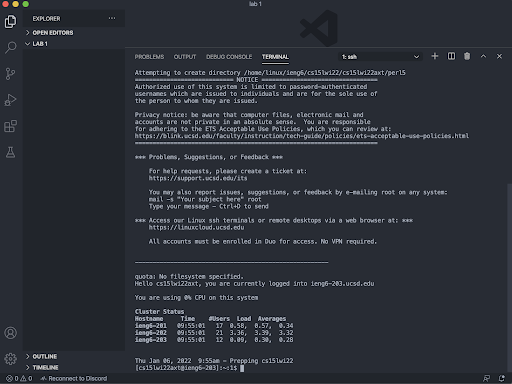 lab 1
EXPLORER
...
OPEN EDITORS
LAB 1
PROBLEMS OUTPUT DEBUG CONSOLE TERMINAL 1: ssh
Attempting to create directory /home/linux/ieng6/cs15lwi22/cs15lwi22axt/perl5
============================ NOTICE =================================
Authorized use of this system is limited to password-authenticated
usernames which are issued to individuals and are for the sole use of
the person to whom they are issued.
Privacy notice: be aware that computer files, electronic mail and
accounts are not private in an absolute sense. You are responsible
for adhering to the ETS Acceptable Use Policies, which you can review at:
https://blink.ucsd.edu/faculty/instruction/tech-guide/policies/ets-acceptable-use-policies.html
=====================================================================
*** Problems, Suggestions, or Feedback ***
For help requests, please create a ticket at:
https://support.ucsd.edu/its
You may also report issues, suggestions, or feedback by e-mailing root on any system:
mail -s "Your subject here" root
Type your message - Ctrl+D to send
*** Access our Linux ssh terminals or remote desktops via a web browser at: ***
https://linuxcloud.ucsd.edu
All accounts must be enrolled in Duo for access. No VPN required.
quota: No filesystem specified.
Hello cs15lwi22axt, you are currently logged into ieng6-203.ucsd.edu
You are using 0% CPU on this system
Cluster Status
Hostname Time #Users Load Averages
ieng6-201 09:55:01 17 0.58, 0.57, 0.34
ieng6-202 09:55:01 21 3.36, 3.39, 3.32
ieng6-203 09:55:01 12 0.09, 0.30, 0.28
Thu Jan 06, 2022 9:55am - Prepping cs15lwi22
[cs15lwi22axt@ieng6-203]:~:1$
OUTLINE
TIMELINE
0 0 Reconnect to Discord